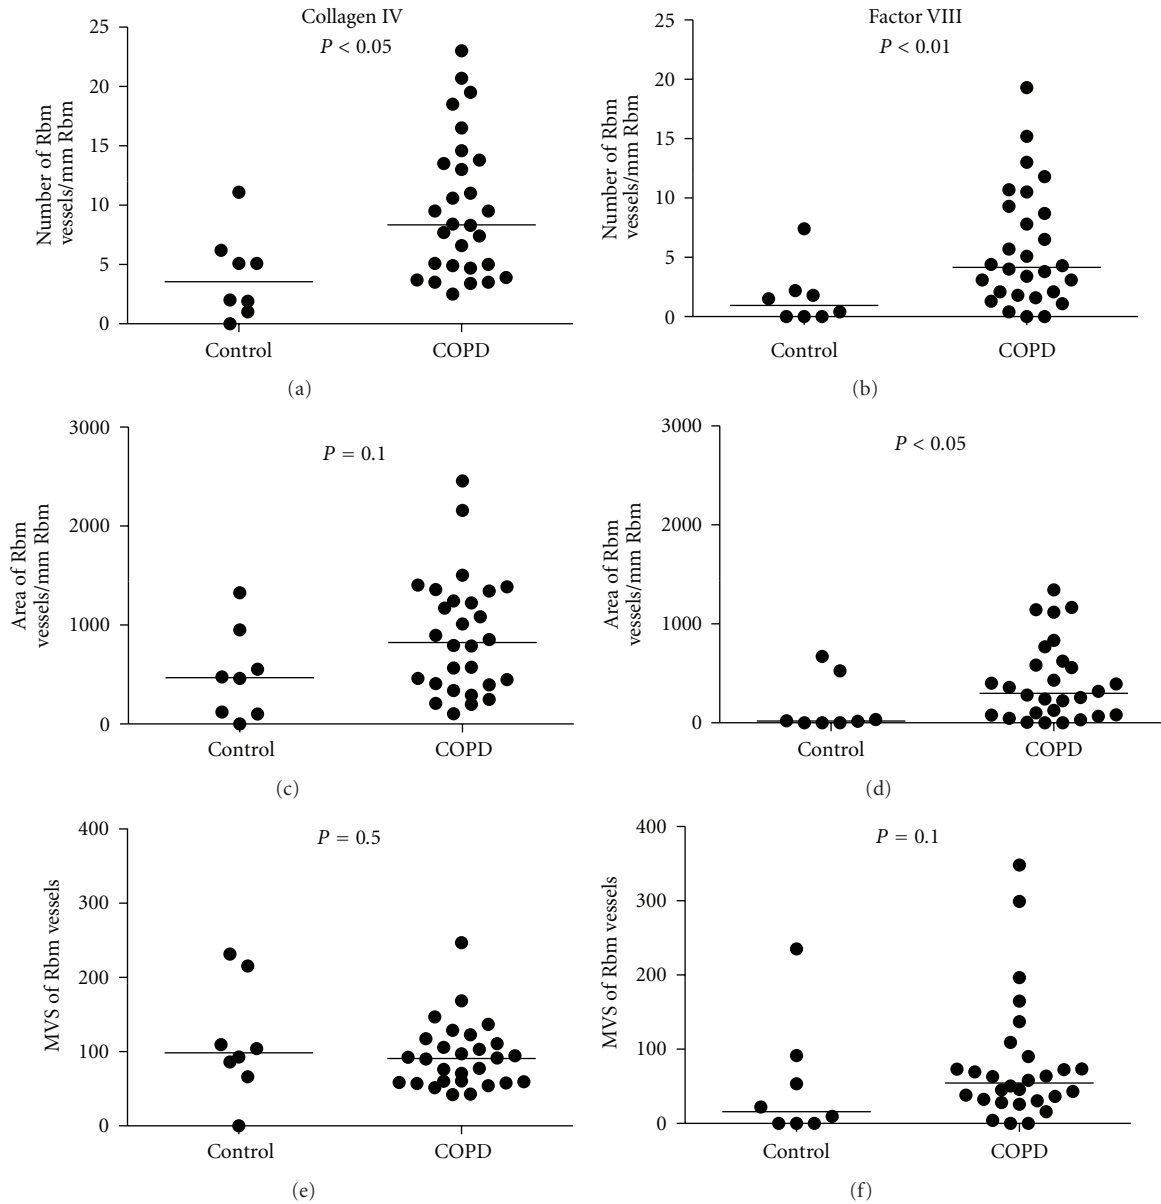 Collagen IV
P < 0.05
Number of Rbm
vessels/mm Rbm
25
20
15
10
5
0
Control
COPD
(a)
Factor VIII
P < 0.01
Number of Rbm
vessels/mm Rbm
25
20
15
10
5
0
Control
COPD
(b)
P = 0.1
Area of Rbm
vessels/mm Rbm
3000
2000
1000
0
Control
COPD
(c)
P < 0.05
Area of Rbm
vessels/mm Rbm
3000
2000
1000
0
Control
COPD
(d)
P = 0.5
MVS of Rbm vessels
400
300
200
100
0
Control
COPD
(e)
P = 0.1
MVS of Rbm vessels
400
300
200
100
0
Control
COPD
(f)